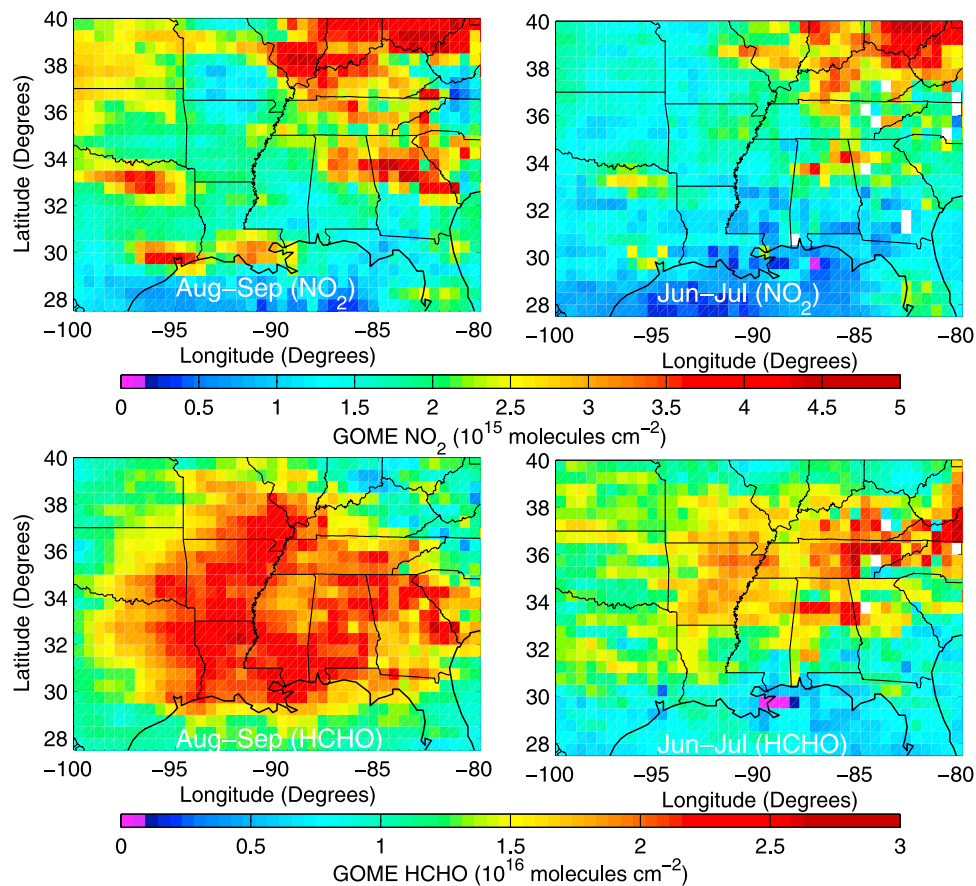 40
38
36
34
32
30
28
Latitude (Degrees)
Aug–Sep (NO2)
−100 −95 −90 −85 −80
Longitude (Degrees)
40
38
36
34
32
30
28
Jun–Jul (NO2)
−100 −95 −90 −85 −80
Longitude (Degrees)
0 0.5 1 1.5 2 2.5 3 3.5 4 4.5 5
GOME NO2 (10^15 molecules cm^−2)
40
38
36
34
32
30
28
Latitude (Degrees)
Aug–Sep (HCHO)
−100 −95 −90 −85 −80
Longitude (Degrees)
40
38
36
34
32
30
28
Jun–Jul (HCHO)
−100 −95 −90 −85 −80
Longitude (Degrees)
0 0.5 1 1.5 2 2.5 3
GOME HCHO (10^16 molecules cm^−2)